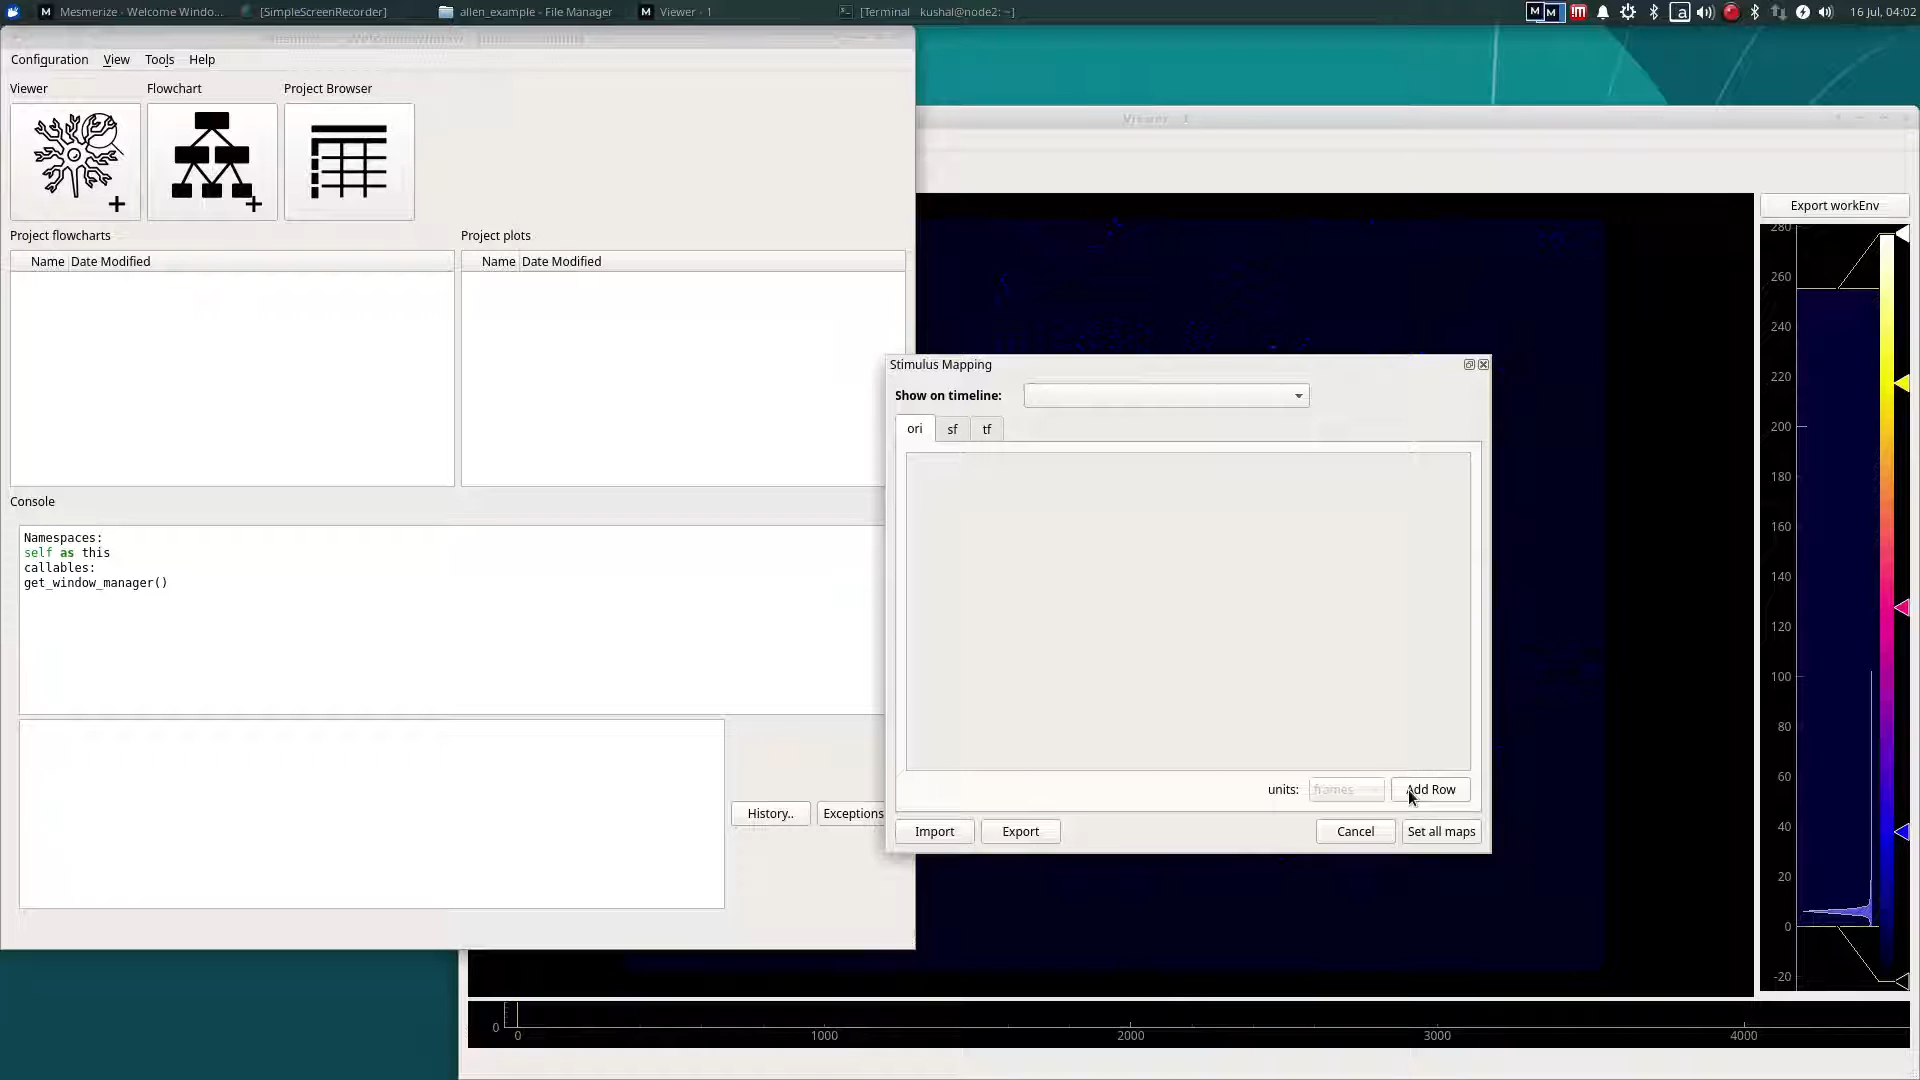 Mesmerize - Welcome Windo...
[SimpleScreenRecorder]
allen_example - File Manager
Viewer - 1
[Terminal kushal@node2: ~]
16 Jul, 04:02
Configuration View Tools Help
Viewer
Flowchart
Project Browser
Project flowcharts
Name Date Modified
Project plots
Name Date Modified
Console
Namespaces:
self as this
callables:
get_window_manager()
History..
Exceptions
Viewer - 1
Export workEnv
280
260
240
220
200
180
160
140
120
100
80
60
40
20
0
-20
Stimulus Mapping
Show on timeline:
ori sf tf
units: frames Add Row
Import Export Cancel Set all maps
0
0 1000 2000 3000 4000